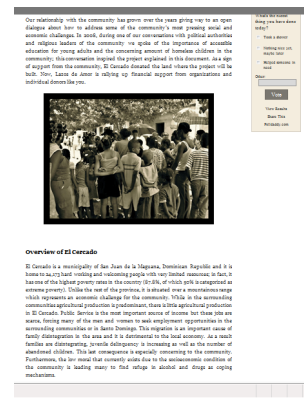 Our relationship with the community has grown over the years giving way to an open
dialogue about how to address some of the community's most pressing social and
economic challenges. In 2006, during one of our conversations with political authorities
and religious leaders of the community we spoke of the importance of accessible
education for young adults and the concerning amount of homeless children in the
community; this conversation inspired the project explained in this document. As a sign
of support from the community, El Cercado donated the land where the project will be
built. Now, Lazos de Amor is rallying up financial support from organizations and
individual donors like you.
thing you have done
today?
Vote
View Results
Share This
Polldaddy.com
Overview of El Cercado
El Cercado is a municipality of San Juan de la Maguana, Dominican Republic and it is
home to 24,273 hard working and welcoming people with very limited resources; in fact, it
has one of the highest poverty rates in the country (87.8%, of which 50% is categorized as
extreme poverty). Unlike the rest of the province, it is situated over a mountainous range
which represents an economic challenge for the community. While in the surrounding
communities agricultural production is predominant, there is little agricultural production
in El Cercado. Public Service is the most important source of income but these jobs are
scarce, forcing many of the men and women to seek employment opportunities in the
surrounding communities or in Santo Domingo. This migration is an important cause of
family disintegration in the area and it is detrimental to the local economy. As a result
families are disintegrating, juvenile delinquency is increasing as well as the number of
abandoned children. This last consequence is especially concerning to the community.
Furthermore, the low moral that currently exists due to the socioeconomic condition of
the community is leading many to find refuge in alcohol and drugs as coping
mechanisms.